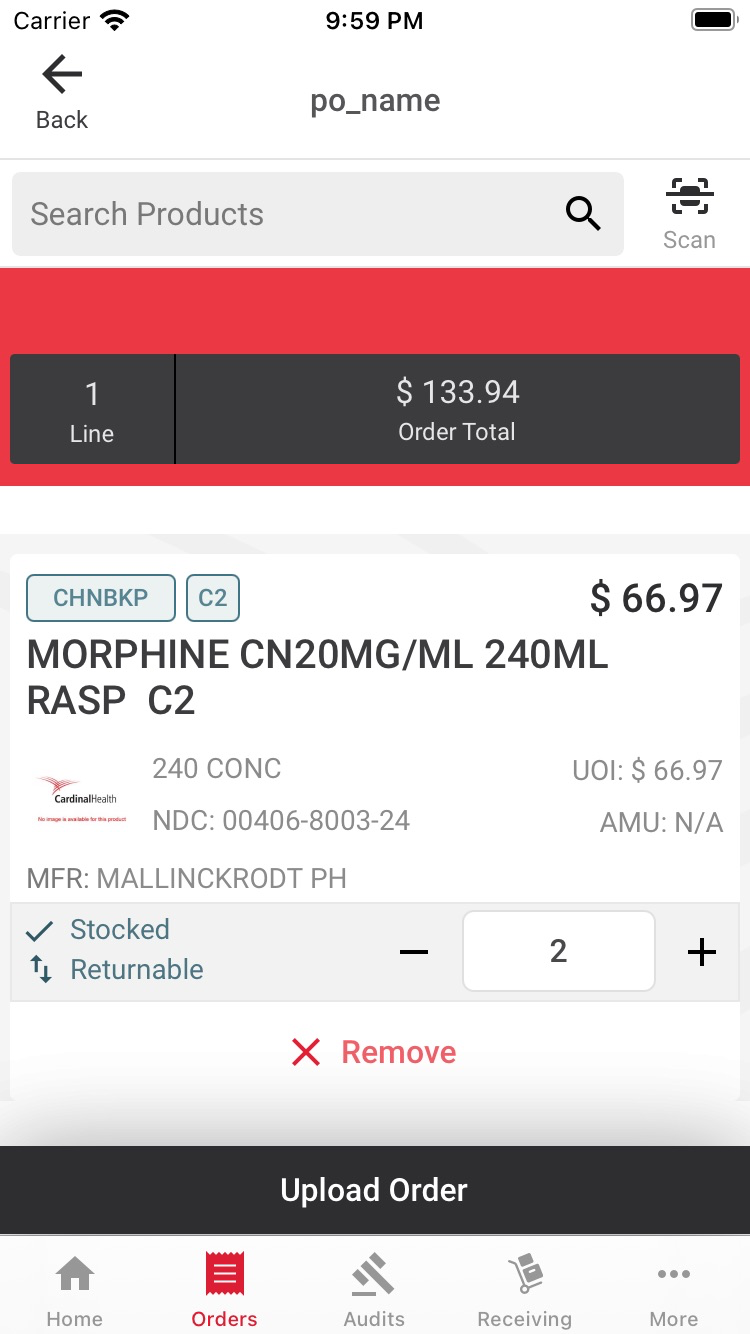 Carrier 9:59 PM
Back
po_name
Search Products
Scan
1
Line
$ 133.94
Order Total
CHNBKP C2 $ 66.97
MORPHINE CN20MG/ML 240ML
RASP C2
240 CONC UOI: $ 66.97
CardinalHealth
No image is available for this product
NDC: 00406-8003-24 AMU: N/A
MFR: MALLINCKRODT PH
Stocked
Returnable
2
Remove
Upload Order
Home Orders Audits Receiving More